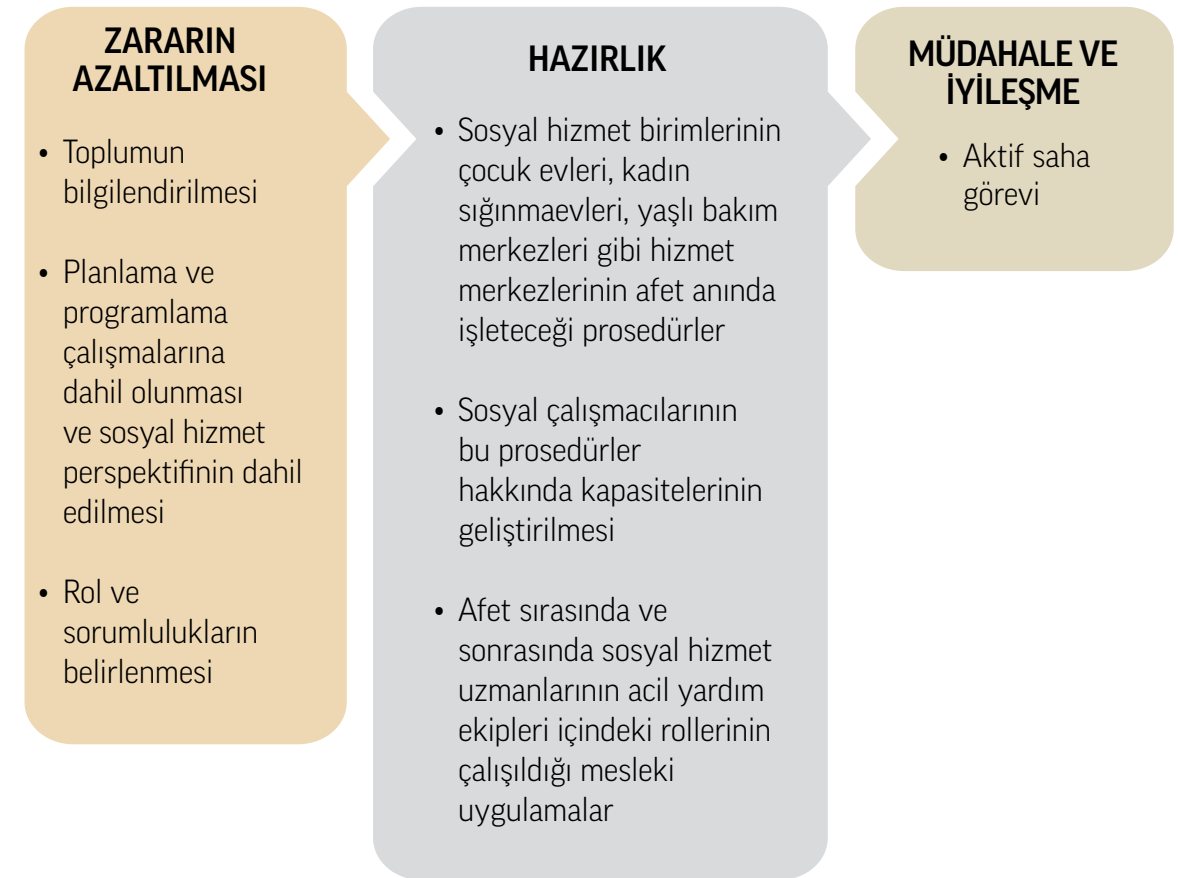 ZARARIN
AZALTILMASI
• Toplumun
bilgilendirilmesi
• Planlama ve
programlama
çalışmalarına
dahil olunması
ve sosyal hizmet
perspektifinin dahil
edilmesi
• Rol ve
sorumlulukların
belirlenmesi
HAZIRLIK
• Sosyal hizmet birimlerinin
çocuk evleri, kadın
sığınmaevleri, yaşlı bakım
merkezleri gibi hizmet
merkezlerinin afet anında
işleteceği prosedürler
• Sosyal çalışmacılarının
bu prosedürler
hakkında kapasitelerinin
geliştirilmesi
• Afet sırasında ve
sonrasında sosyal hizmet
uzmanlarının acil yardım
ekipleri içindeki rollerinin
çalışıldığı mesleki
uygulamalar
MÜDAHALE VE
İYİLEŞME
• Aktif saha
görevi